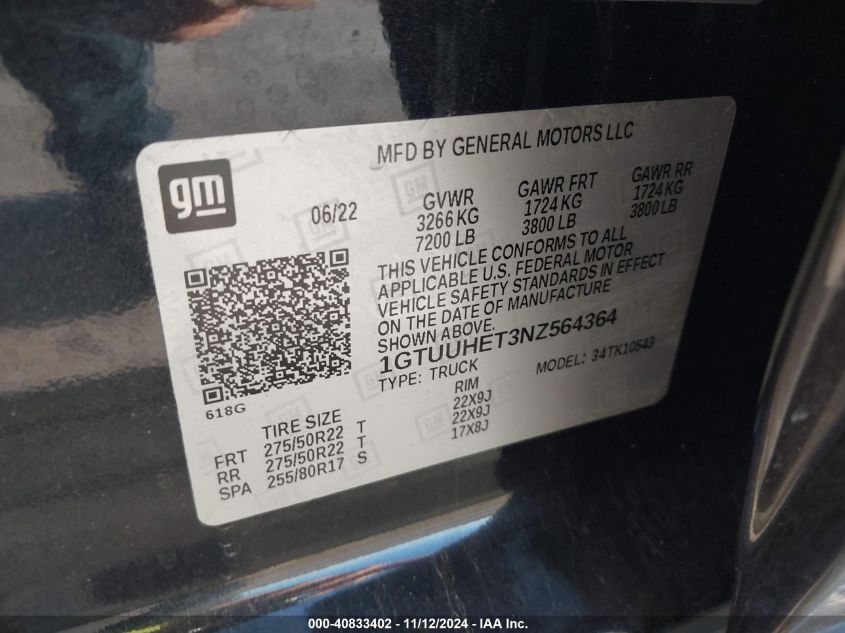 MFD BY GENERAL MOTORS LLC
gm
06/22
GVWR GAWR FRT GAWR RR
3266 KG 1724 KG 1724 KG
7200 LB 3800 LB 3800 LB
THIS VEHICLE CONFORMS TO ALL
APPLICABLE U.S. FEDERAL MOTOR
VEHICLE SAFETY STANDARDS IN EFFECT
ON THE DATE OF MANUFACTURE
SHOWN ABOVE.
1GTUUHET3NZ564364
TYPE: TRUCK MODEL: 34TK10543
618G
TIRE SIZE RIM
FRT 275/50R22 T 22X9J
RR 275/50R22 T 22X9J
SPA 255/80R17 S 17X8J
000-40833402 - 11/12/2024 - IAA Inc.